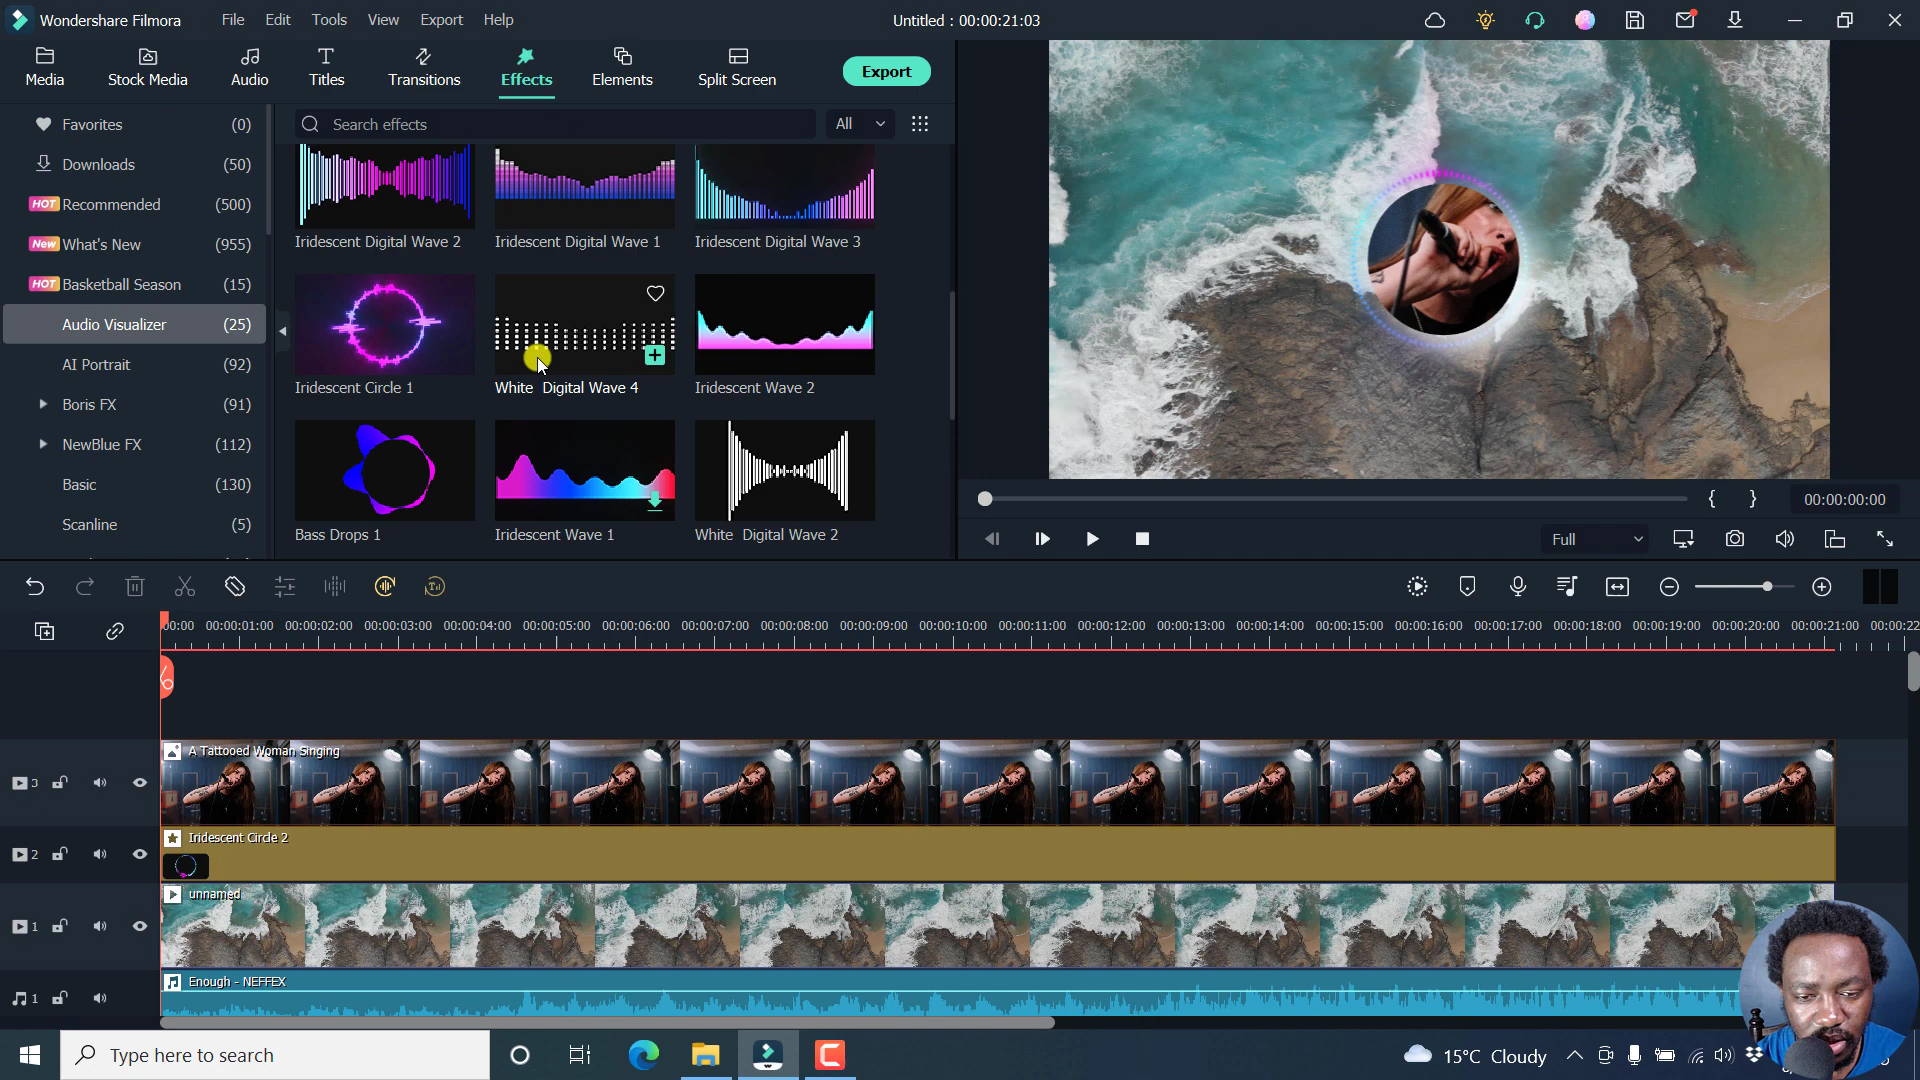 Wondershare Filmora File Edit Tools View Export Help Untitled : 00:00:21:03
Media Stock Media Audio Titles Transitions Effects Elements Split Screen Export
Favorites (0)
Downloads (50)
HOT Recommended (500)
New What's New (955)
HOT Basketball Season (15)
Audio Visualizer (25)
AI Portrait (92)
Boris FX (91)
NewBlue FX (112)
Basic (130)
Scanline (5)
Search effects All
Iridescent Digital Wave 2 Iridescent Digital Wave 1 Iridescent Digital Wave 3
Iridescent Circle 1 White Digital Wave 4 Iridescent Wave 2
Bass Drops 1 Iridescent Wave 1 White Digital Wave 2
{ } 00:00:00:00
Full
00:00 00:00:01:00 00:00:02:00 00:00:03:00 00:00:04:00 00:00:05:00 00:00:06:00 00:00:07:00 00:00:08:00 00:00:09:00 00:00:10:00 00:00:11:00 00:00:12:00 00:00:13:00 00:00:14:00 00:00:15:00 00:00:16:00 00:00:17:00 00:00:18:00 00:00:19:00 00:00:20:00 00:00:21:00 00:00:22
A Tattooed Woman Singing
3
Iridescent Circle 2
2
unnamed
1
Enough - NEFFEX
1
Type here to search 15°C Cloudy